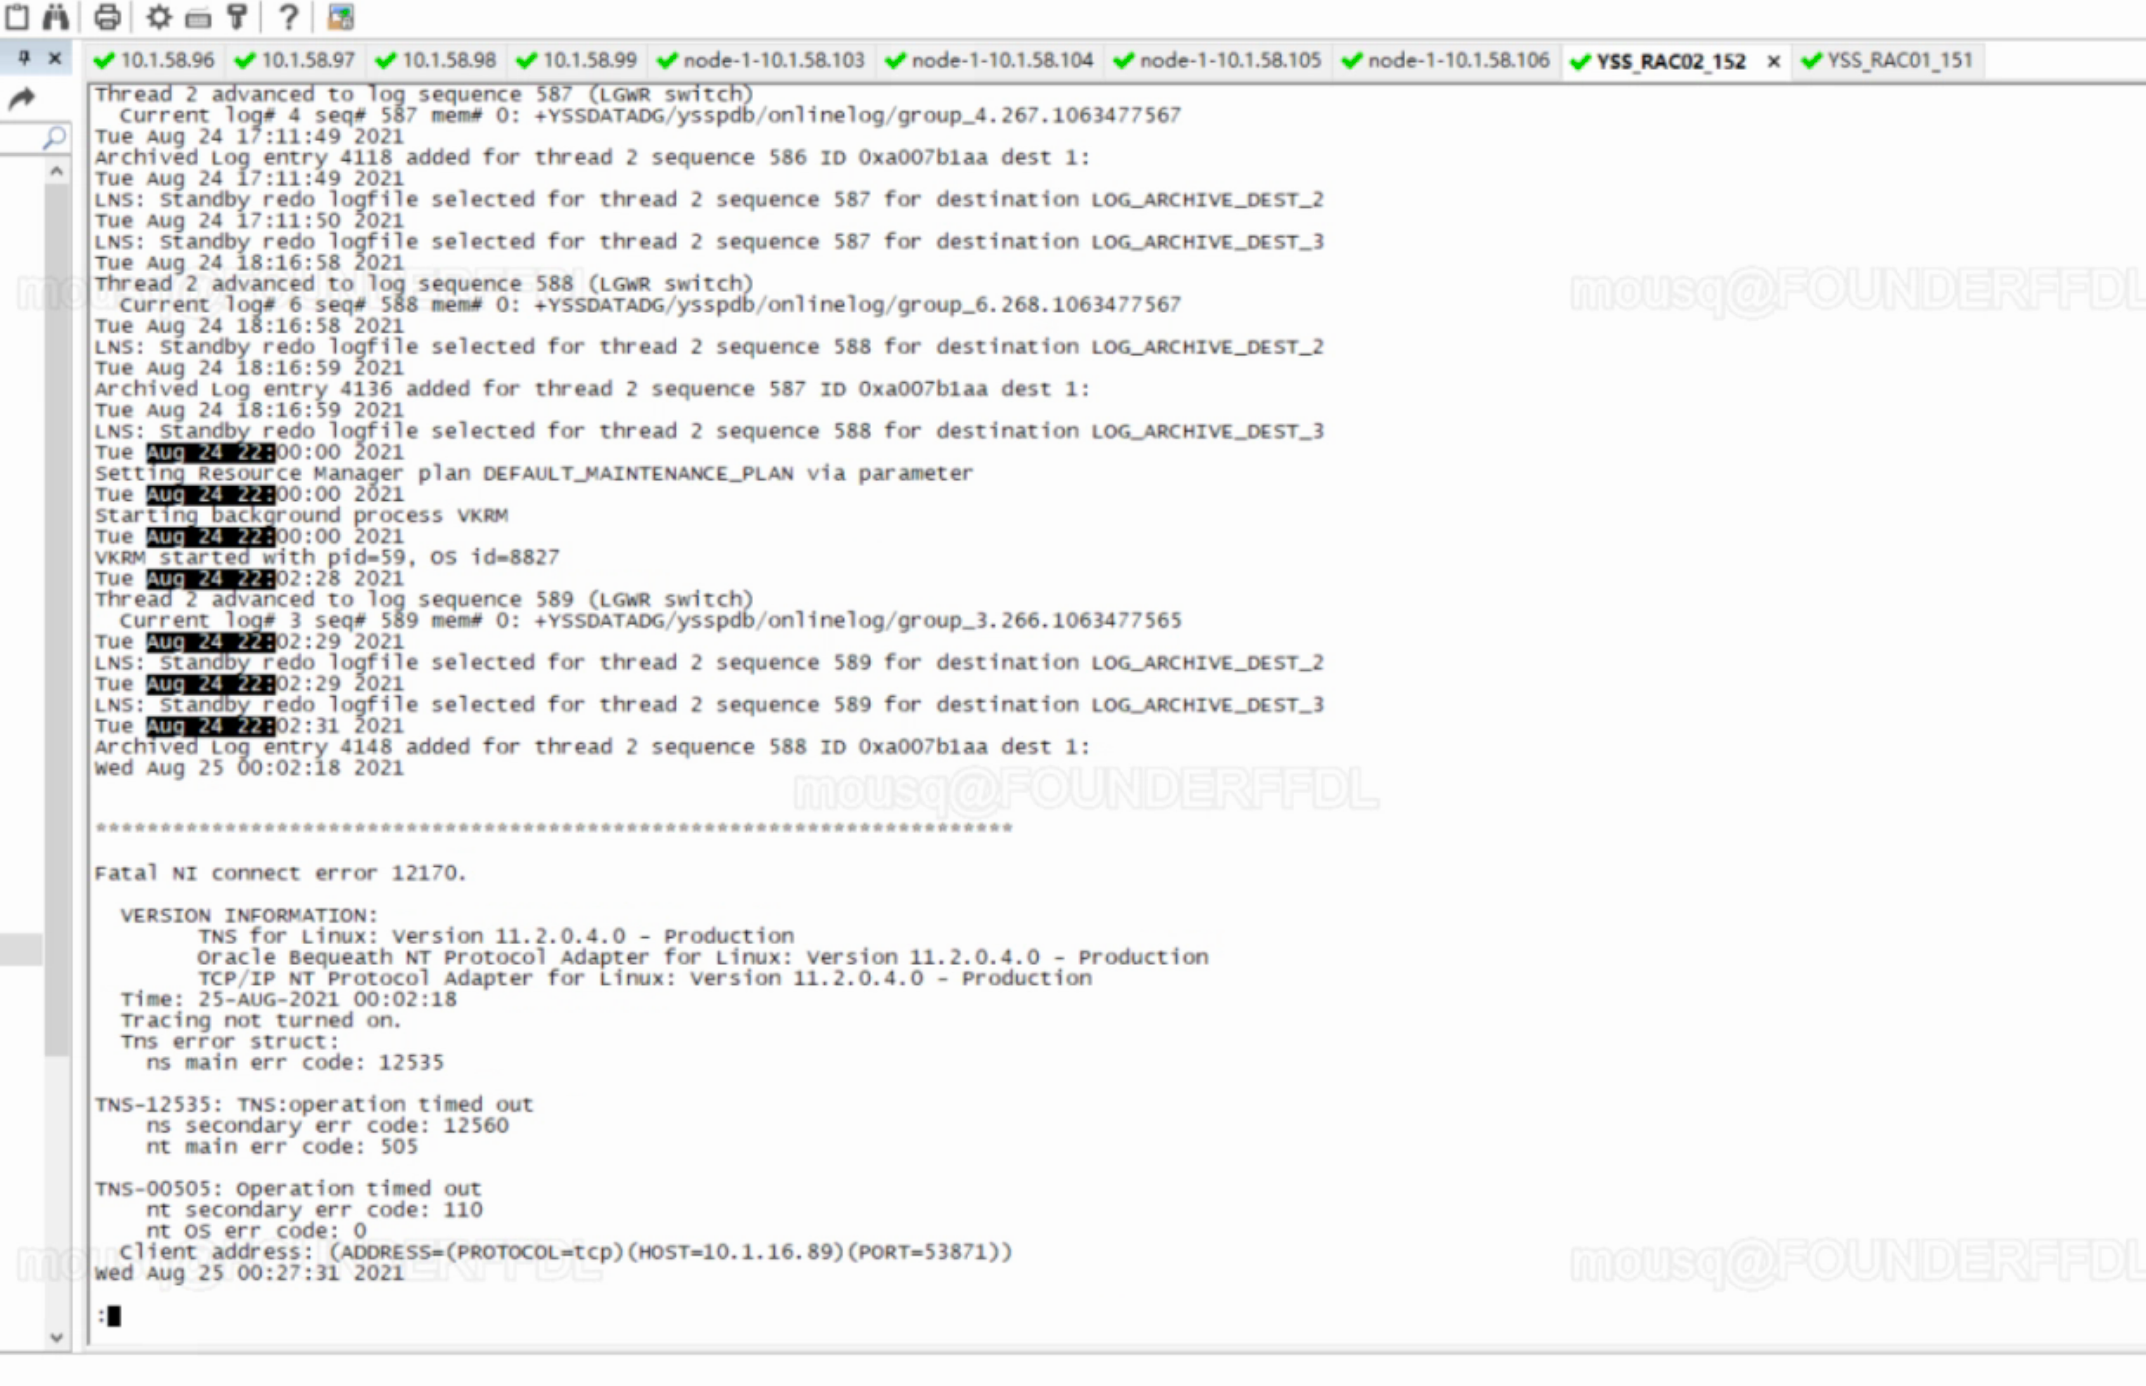 10.1.58.96 10.1.58.97 10.1.58.98 10.1.58.99 node-1-10.1.58.103 node-1-10.1.58.104 node-1-10.1.58.105 node-1-10.1.58.106 YSS_RAC02_152 × YSS_RAC01_151
Thread 2 advanced to log sequence 587 (LGWR switch)
  Current log# 4 seq# 587 mem# 0: +YSSDATADG/ysspdb/onlinelog/group_4.267.1063477567
Tue Aug 24 17:11:49 2021
Archived Log entry 4118 added for thread 2 sequence 586 ID 0xa007b1aa dest 1:
Tue Aug 24 17:11:49 2021
LNS: Standby redo logfile selected for thread 2 sequence 587 for destination LOG_ARCHIVE_DEST_2
Tue Aug 24 17:11:50 2021
LNS: Standby redo logfile selected for thread 2 sequence 587 for destination LOG_ARCHIVE_DEST_3
Tue Aug 24 18:16:58 2021
Thread 2 advanced to log sequence 588 (LGWR switch)
  Current log# 6 seq# 588 mem# 0: +YSSDATADG/ysspdb/onlinelog/group_6.268.1063477567
Tue Aug 24 18:16:58 2021
LNS: Standby redo logfile selected for thread 2 sequence 588 for destination LOG_ARCHIVE_DEST_2
Tue Aug 24 18:16:59 2021
Archived Log entry 4136 added for thread 2 sequence 587 ID 0xa007b1aa dest 1:
Tue Aug 24 18:16:59 2021
LNS: Standby redo logfile selected for thread 2 sequence 588 for destination LOG_ARCHIVE_DEST_3
Tue Aug 24 22:00:00 2021
Setting Resource Manager plan DEFAULT_MAINTENANCE_PLAN via parameter
Tue Aug 24 22:00:00 2021
Starting background process VKRM
Tue Aug 24 22:00:00 2021
VKRM started with pid=59, OS id=8827
Tue Aug 24 22:02:28 2021
Thread 2 advanced to log sequence 589 (LGWR switch)
  Current log# 3 seq# 589 mem# 0: +YSSDATADG/ysspdb/onlinelog/group_3.266.1063477565
Tue Aug 24 22:02:29 2021
LNS: Standby redo logfile selected for thread 2 sequence 589 for destination LOG_ARCHIVE_DEST_2
Tue Aug 24 22:02:29 2021
LNS: Standby redo logfile selected for thread 2 sequence 589 for destination LOG_ARCHIVE_DEST_3
Tue Aug 24 22:02:31 2021
Archived Log entry 4148 added for thread 2 sequence 588 ID 0xa007b1aa dest 1:
Wed Aug 25 00:02:18 2021
mousq@FOUNDERFFDL
***********************************************************************
Fatal NI connect error 12170.
  VERSION INFORMATION:
        TNS for Linux: Version 11.2.0.4.0 - Production
        Oracle Bequeath NT Protocol Adapter for Linux: Version 11.2.0.4.0 - Production
        TCP/IP NT Protocol Adapter for Linux: Version 11.2.0.4.0 - Production
  Time: 25-AUG-2021 00:02:18
  Tracing not turned on.
  Tns error struct:
    ns main err code: 12535
TNS-12535: TNS:operation timed out
    ns secondary err code: 12560
    nt main err code: 505
TNS-00505: Operation timed out
    nt secondary err code: 110
    nt OS err code: 0
  Client address: (ADDRESS=(PROTOCOL=tcp)(HOST=10.1.16.89)(PORT=53871))
Wed Aug 25 00:27:31 2021
: